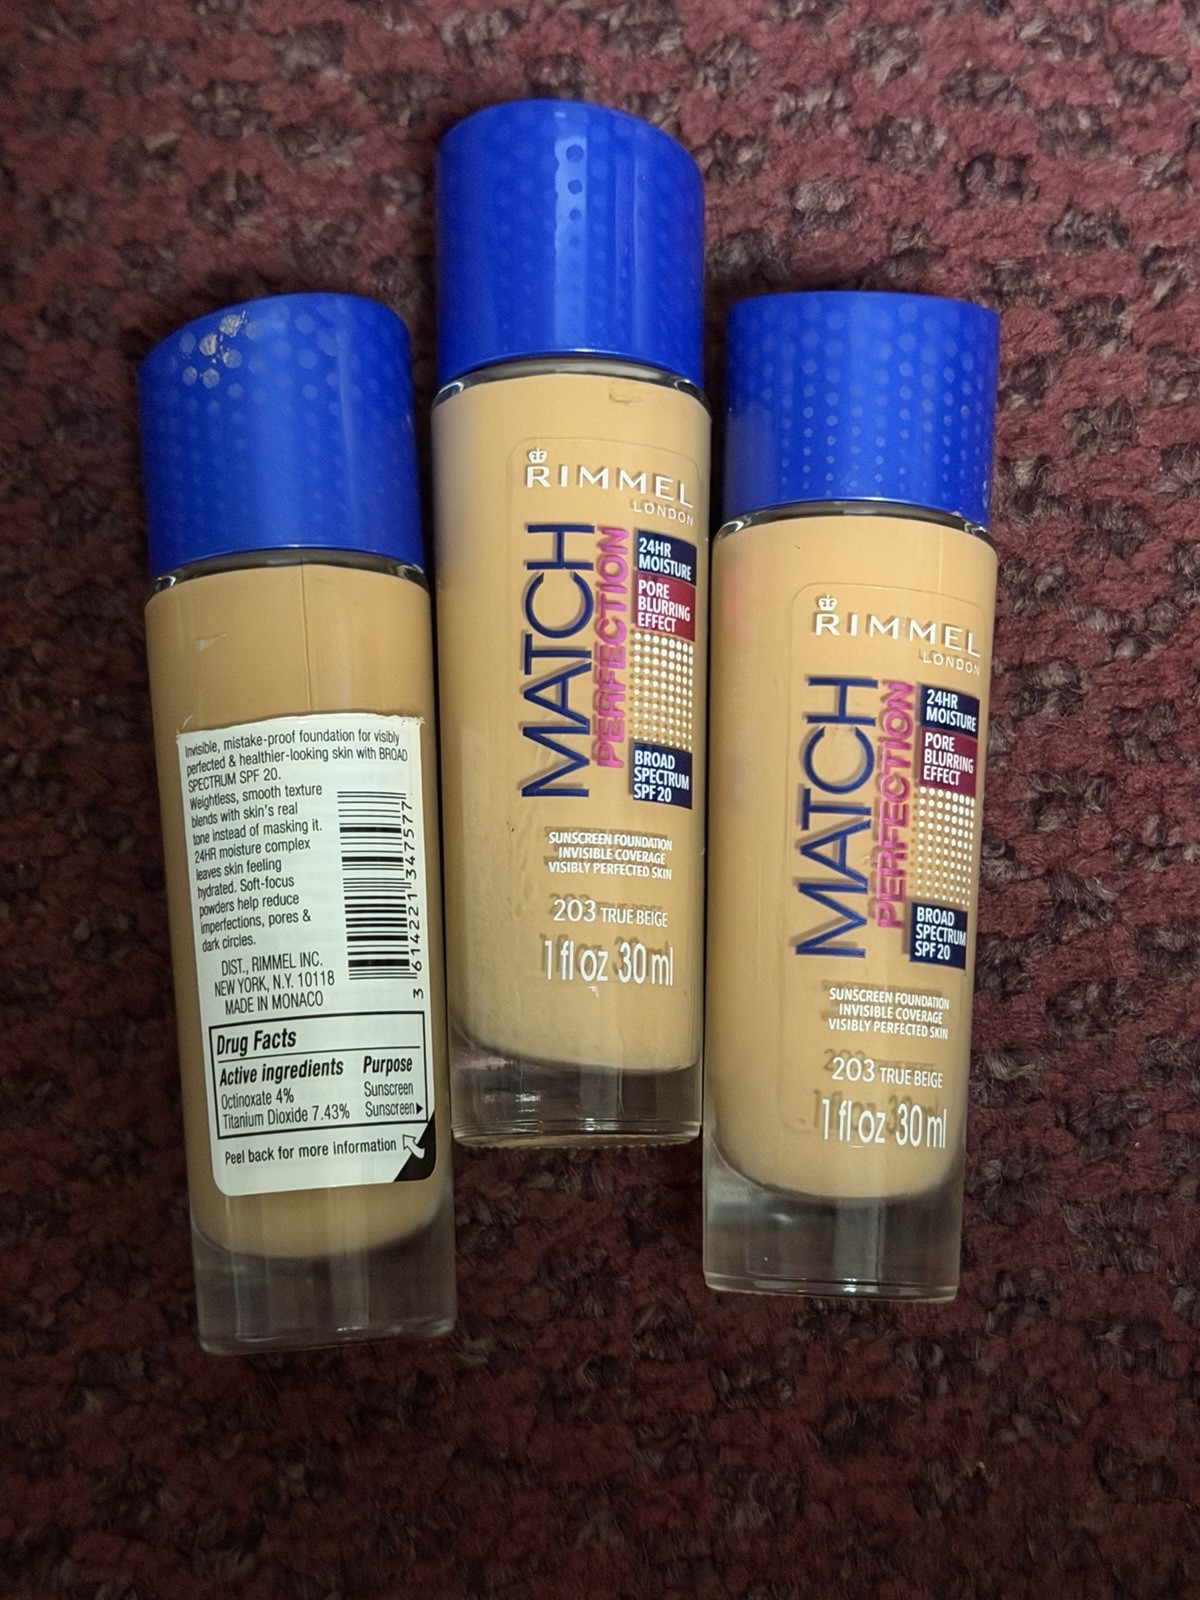 Invisible, mistake-proof foundation for visibly
perfected & healthier-looking skin with BROAD
SPECTRUM SPF 20.
Weightless, smooth texture
blends with skin's real
tone instead of masking it.
24HR moisture complex
leaves skin feeling
hydrated. Soft-focus
powders help reduce
imperfections, pores &
dark circles.
DIST., RIMMEL INC.
NEW YORK, N.Y. 10118
MADE IN MONACO
3 614221 347577
Drug Facts
Active ingredients Purpose
Octinoxate 4% Sunscreen
Titanium Dioxide 7.43% Sunscreen
Peel back for more information
RIMMEL
LONDON
MATCH
PERFECTION
24HR
MOISTURE
PORE
BLURRING
EFFECT
BROAD
SPECTRUM
SPF 20
SUNSCREEN FOUNDATION
INVISIBLE COVERAGE
VISIBLY PERFECTED SKIN
203 TRUE BEIGE
1 fl oz 30 ml
RIMMEL
LONDON
MATCH
PERFECTION
24HR
MOISTURE
PORE
BLURRING
EFFECT
BROAD
SPECTRUM
SPF 20
SUNSCREEN FOUNDATION
INVISIBLE COVERAGE
VISIBLY PERFECTED SKIN
203 TRUE BEIGE
1 fl oz 30 ml